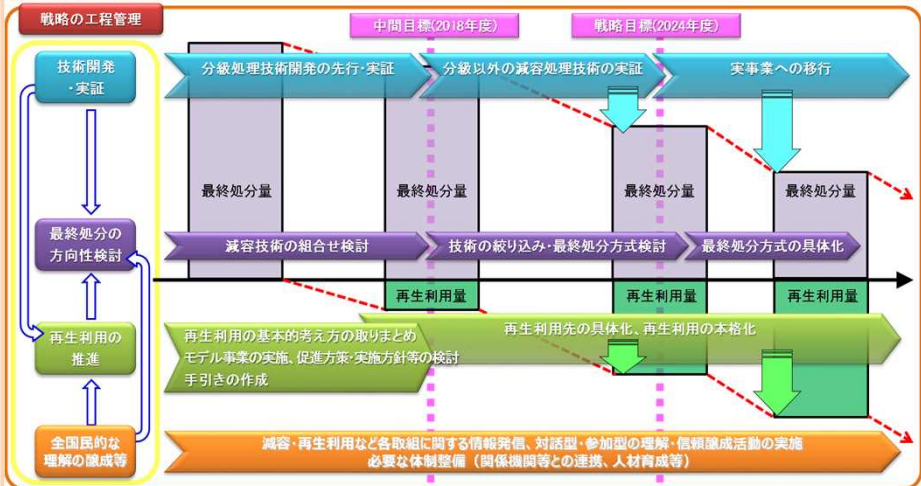 戦略の工程管理
中間目標(2018年度)
戦略目標(2024年度)
技術開発
・実証
分級処理技術開発の先行・実証
分級以外の減容処理技術の実証
実事業への移行
最終処分量
最終処分量
最終処分量
最終処分量
最終処分の
方向性検討
減容技術の組合せ検討
技術の絞り込み・最終処分方式検討
最終処分方式の具体化
再生利用量
再生利用量
再生利用量
再生利用の
推進
再生利用の基本的考え方の取りまとめ
モデル事業の実施、促進方策・実施方針等の検討
手引きの作成
再生利用先の具体化、再生利用の本格化
全国民的な
理解の醸成等
減容・再生利用など各取組に関する情報発信、対話型・参加型の理解・信頼醸成活動の実施
必要な体制整備（関係機関等との連携、人材育成等）